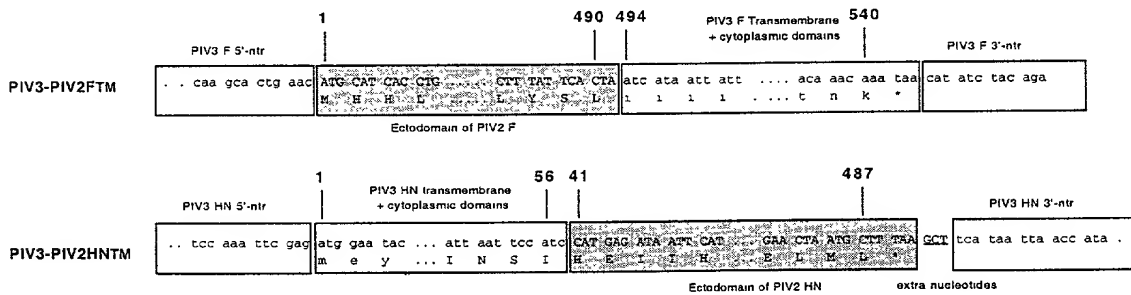 1 490 494 PIV3 F Transmembrane 540
+ cytoplasmic domains
PIV3 F 5'-ntr PIV3 F 3'-ntr
PIV3-PIV2FTM . . caa gca ctg aac ATG CAT CAC CTG .....CTT TAT TCA CTA atc ata att att .... aca aac aaa taa cat atc tac aga
M H H L .....L Y S L i i i i .... t n k *
Ectodomain of PIV2 F
1 PIV3 HN transmembrane 56 41 487
+ cytoplasmic domains
PIV3 HN 5'-ntr PIV3 HN 3'-ntr
PIV3-PIV2HNTM .. tcc aaa ttc gag atg gaa tac ... att aat tcc atc CAT GAG ATA ATT CAT ...GAA CTA ATG CTT TAA GCT tca taa tta acc ata .
m e y ... I N S I H E I I H ...E L M L *
Ectodomain of PIV2 HN extra nucleotides